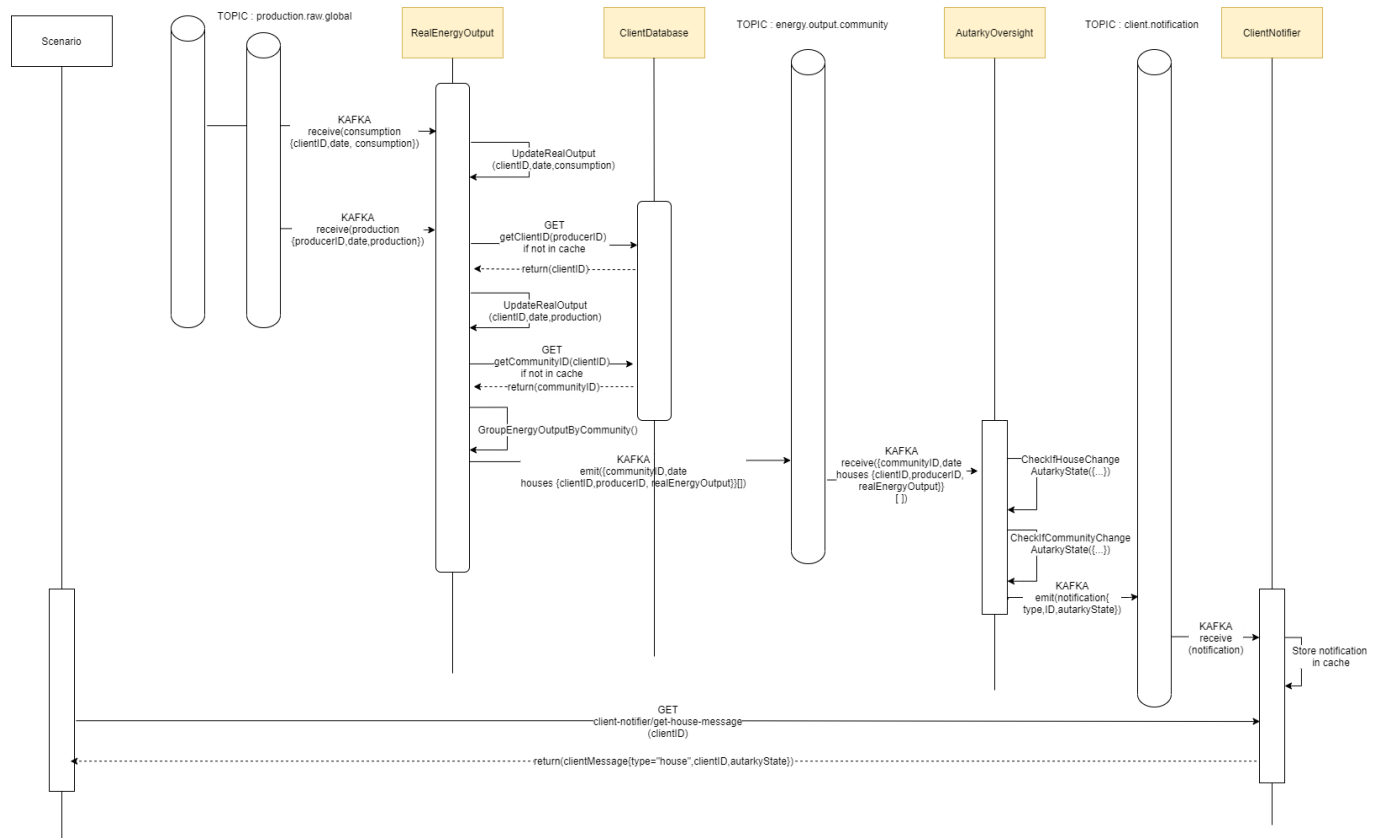 TOPIC : production.raw.global
TOPIC : energy.output.community
TOPIC : client.notification
Scenario
RealEnergyOutput
ClientDatabase
AutarkyOversight
ClientNotifier
KAFKA
receive(consumption
{clientID,date, consumption})
UpdateRealOutput
(clientID,date,consumption)
KAFKA
receive(production
{producerID,date,production})
GET
getClientID(producerID)
if not in cache
return(clientID)
UpdateRealOutput
(clientID,date,production)
GET
getCommunityID(clientID)
if not in cache
return(communityID)
GroupEnergyOutputByCommunity()
KAFKA
emit({communityID,date
houses {clientID,producerID, realEnergyOutput}}[])
KAFKA
receive({communityID,date
houses {clientID,producerID,
realEnergyOutput}}
[ ])
CheckIfHouseChange
AutarkyState({...})
CheckIfCommunityChange
AutarkyState({...})
KAFKA
emit(notification{
type,ID,autarkyState})
KAFKA
receive
(notification)
Store notification
in cache
GET
client-notifier/get-house-message
(clientID)
return(clientMessage{type="house",clientID,autarkyState})